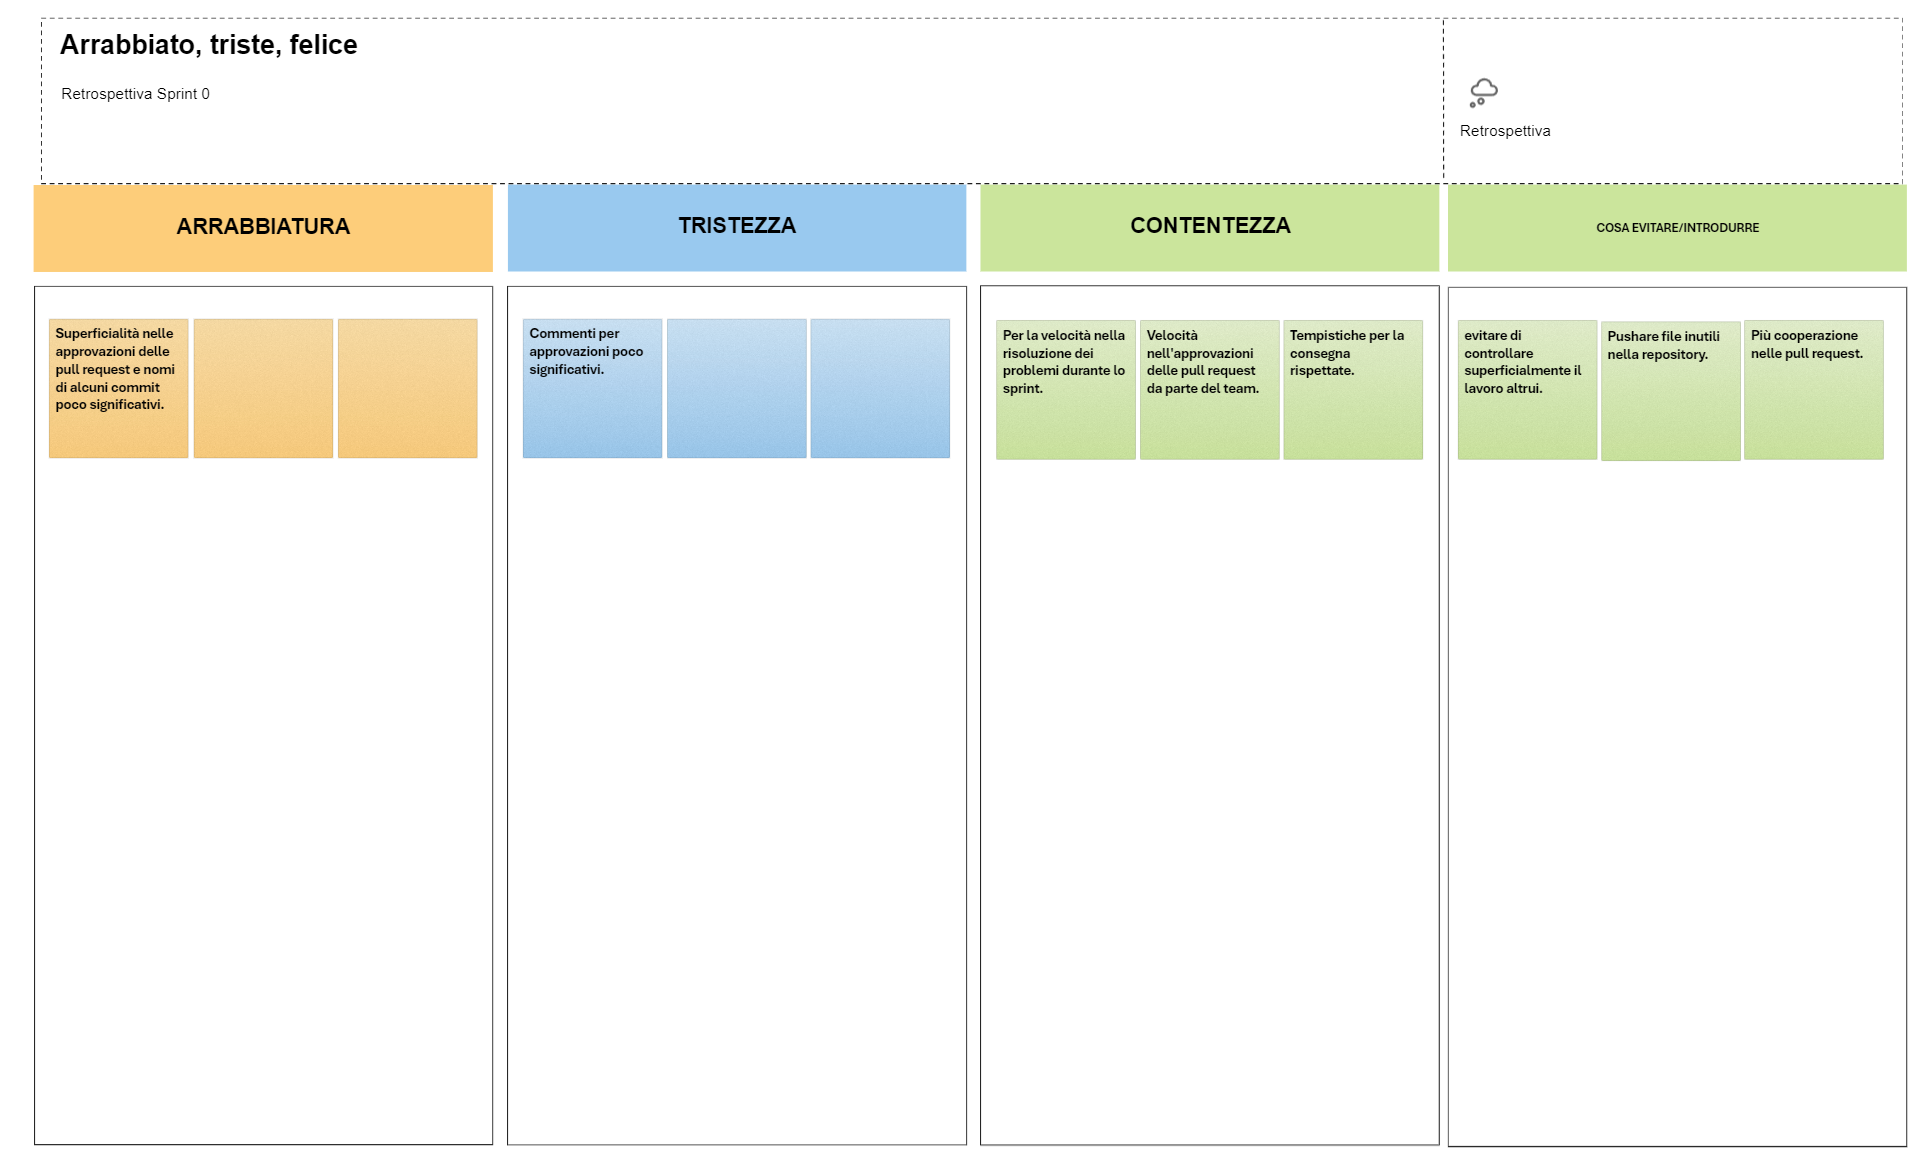 Arrabbiato, triste, felice
Retrospettiva Sprint 0
Retrospettiva
ARRABBIATURA
TRISTEZZA
CONTENTEZZA
COSA EVITARE/INTRODURRE
Superficialità nelle
approvazioni delle
pull request e nomi
di alcuni commit
poco significativi.
Commenti per
approvazioni poco
significativi.
Per la velocità nella
risoluzione dei
problemi durante lo
sprint.
Velocità
nell'approvazioni
delle pull request
da parte del team.
Tempistiche per la
consegna
rispettate.
evitare di
controllare
superficialmente il
lavoro altrui.
Pushare file inutili
nella repository.
Più cooperazione
nelle pull request.